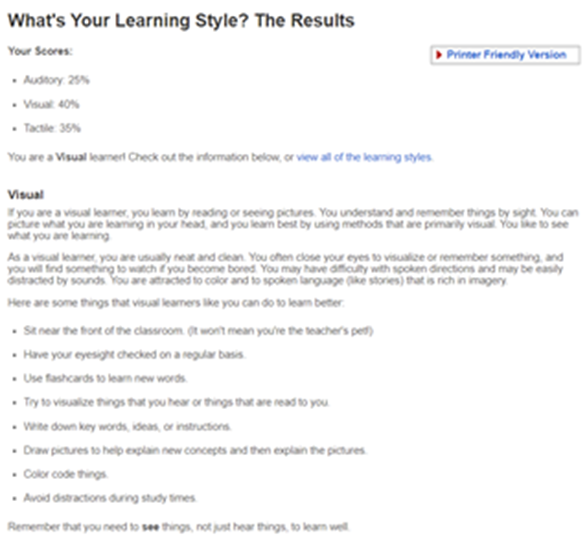 What's Your Learning Style? The Results
Your Scores:
Printer Friendly Version
• Auditory: 25%
• Visual: 40%
• Tactile: 35%
You are a Visual learner! Check out the information below, or view all of the learning styles.
Visual
If you are a visual learner, you learn by reading or seeing pictures. You understand and remember things by sight. You can
picture what you are learning in your head, and you learn best by using methods that are primarily visual. You like to see
what you are learning.
As a visual learner, you are usually neat and clean. You often close your eyes to visualize or remember something, and
you will find something to watch if you become bored. You may have difficulty with spoken directions and may be easily
distracted by sounds. You are attracted to color and to spoken language (like stories) that is rich in imagery.
Here are some things that visual learners like you can do to learn better:
• Sit near the front of the classroom. (It won't mean you're the teacher's pet!)
• Have your eyesight checked on a regular basis.
• Use flashcards to learn new words.
• Try to visualize things that you hear or things that are read to you.
• Write down key words, ideas, or instructions.
• Draw pictures to help explain new concepts and then explain the pictures.
• Color code things.
• Avoid distractions during study times.
Remember that you need to see things, not just hear things, to learn well.